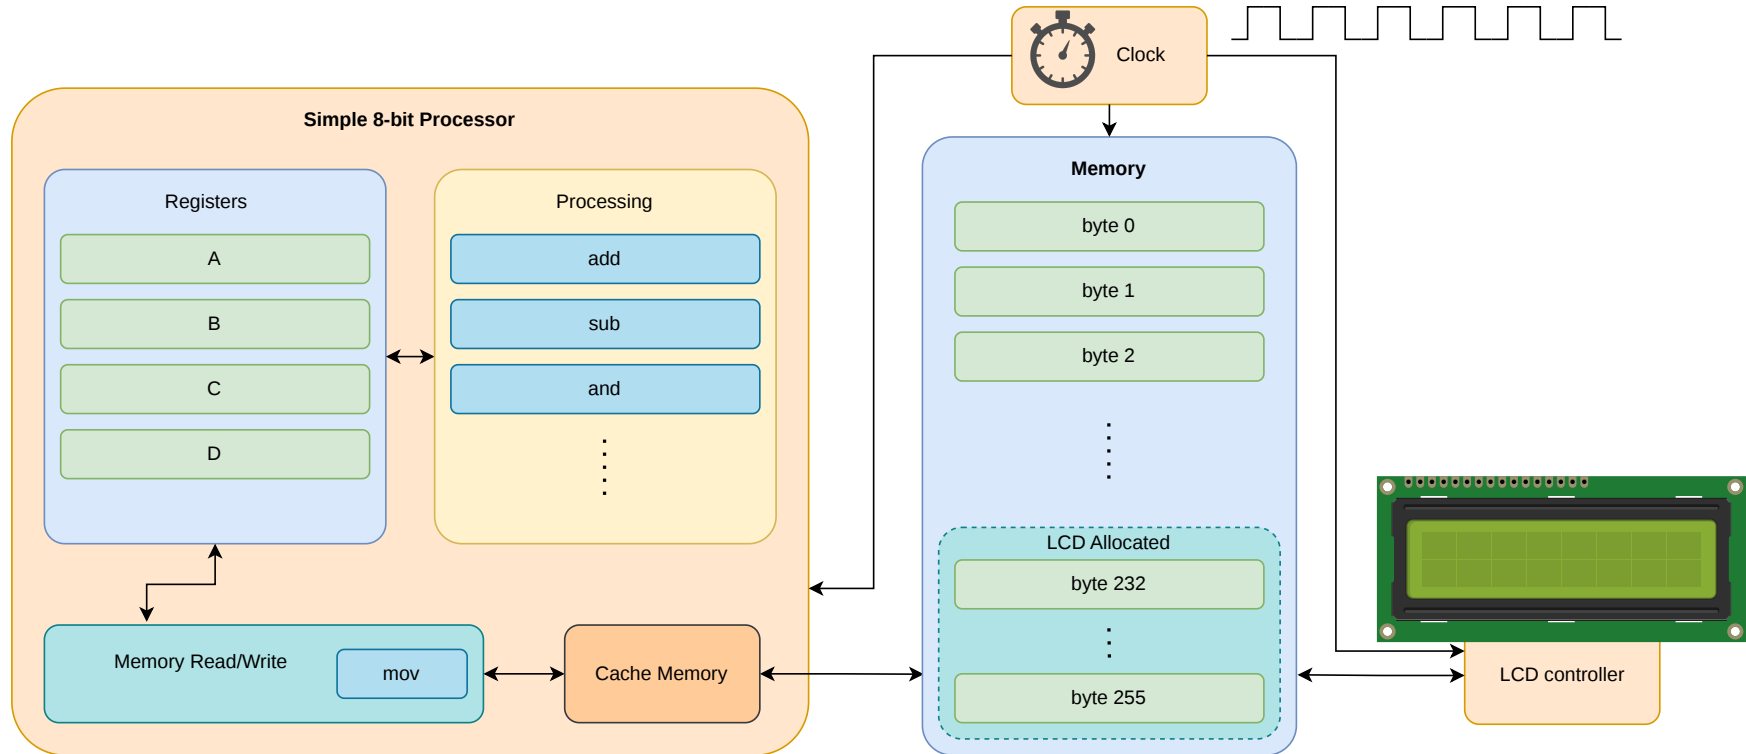 Clock
Simple 8-bit Processor
Registers
A
B
C
D
Processing
add
sub
and
Memory Read/Write
mov
Cache Memory
Memory
byte 0
byte 1
byte 2
LCD Allocated
byte 232
byte 255
LCD controller